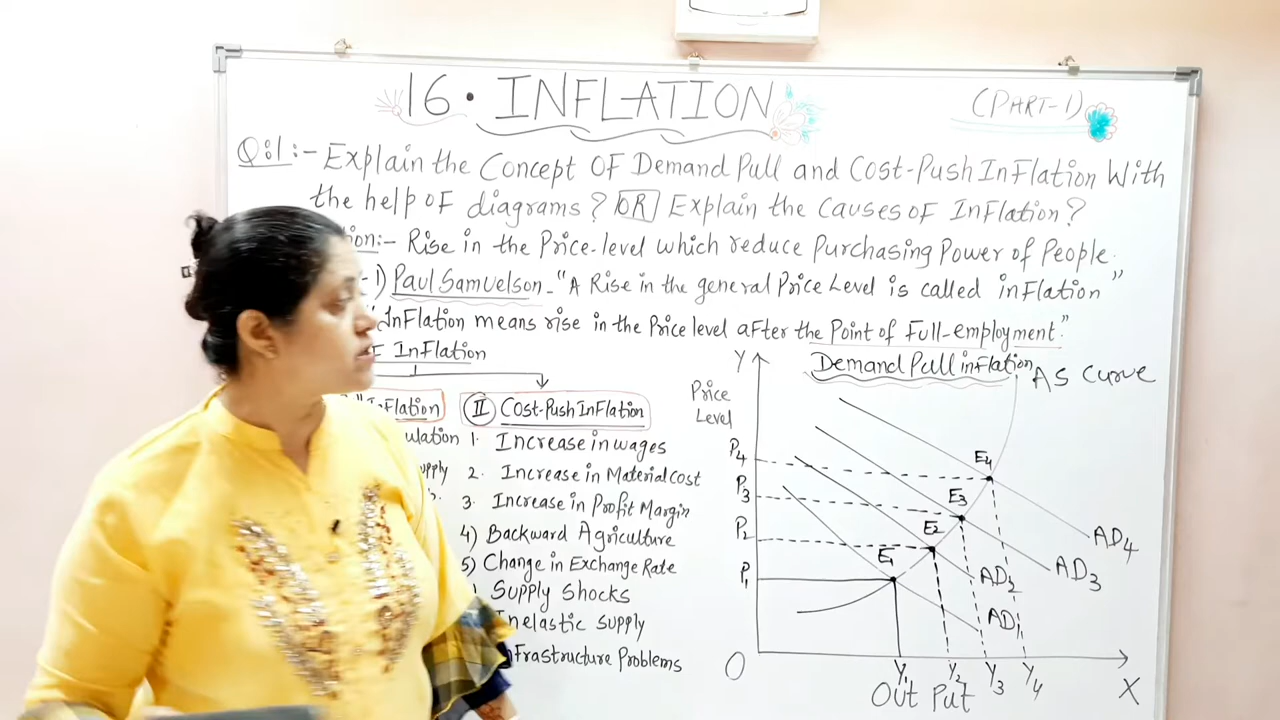 16. INFLATION
(PART-1)
Q:1:- Explain the Concept OF Demand Pull and Cost-Push InFlation With
the help OF diagrams? OR Explain the Causes OF InFlation?
ion:- Rise in the Price-level which reduce Purchasing Power of People.
1) Paul Samuelson - "A Rise in the general Price Level is called inflation"
"InFlation means rise in the Price level aFter the Point of Full-employment."
F InFlation
InFlation
II Cost-Push InFlation
ulation
upply
1. Increase in wages
2. Increase in Material Cost
3. Increase in Profit Margin
4) Backward Agriculture
5) Change in Exchange Rate
Supply Shocks
Inelastic Supply
nfrastructure Problems
Demand Pull inflation
AS Curve
Y
Price
Level
P4
P3
P2
P1
E4
E3
E2
E1
AD4
AD3
AD2
AD1
O
Y1
Y2
Y3
Y4
X
Out Put